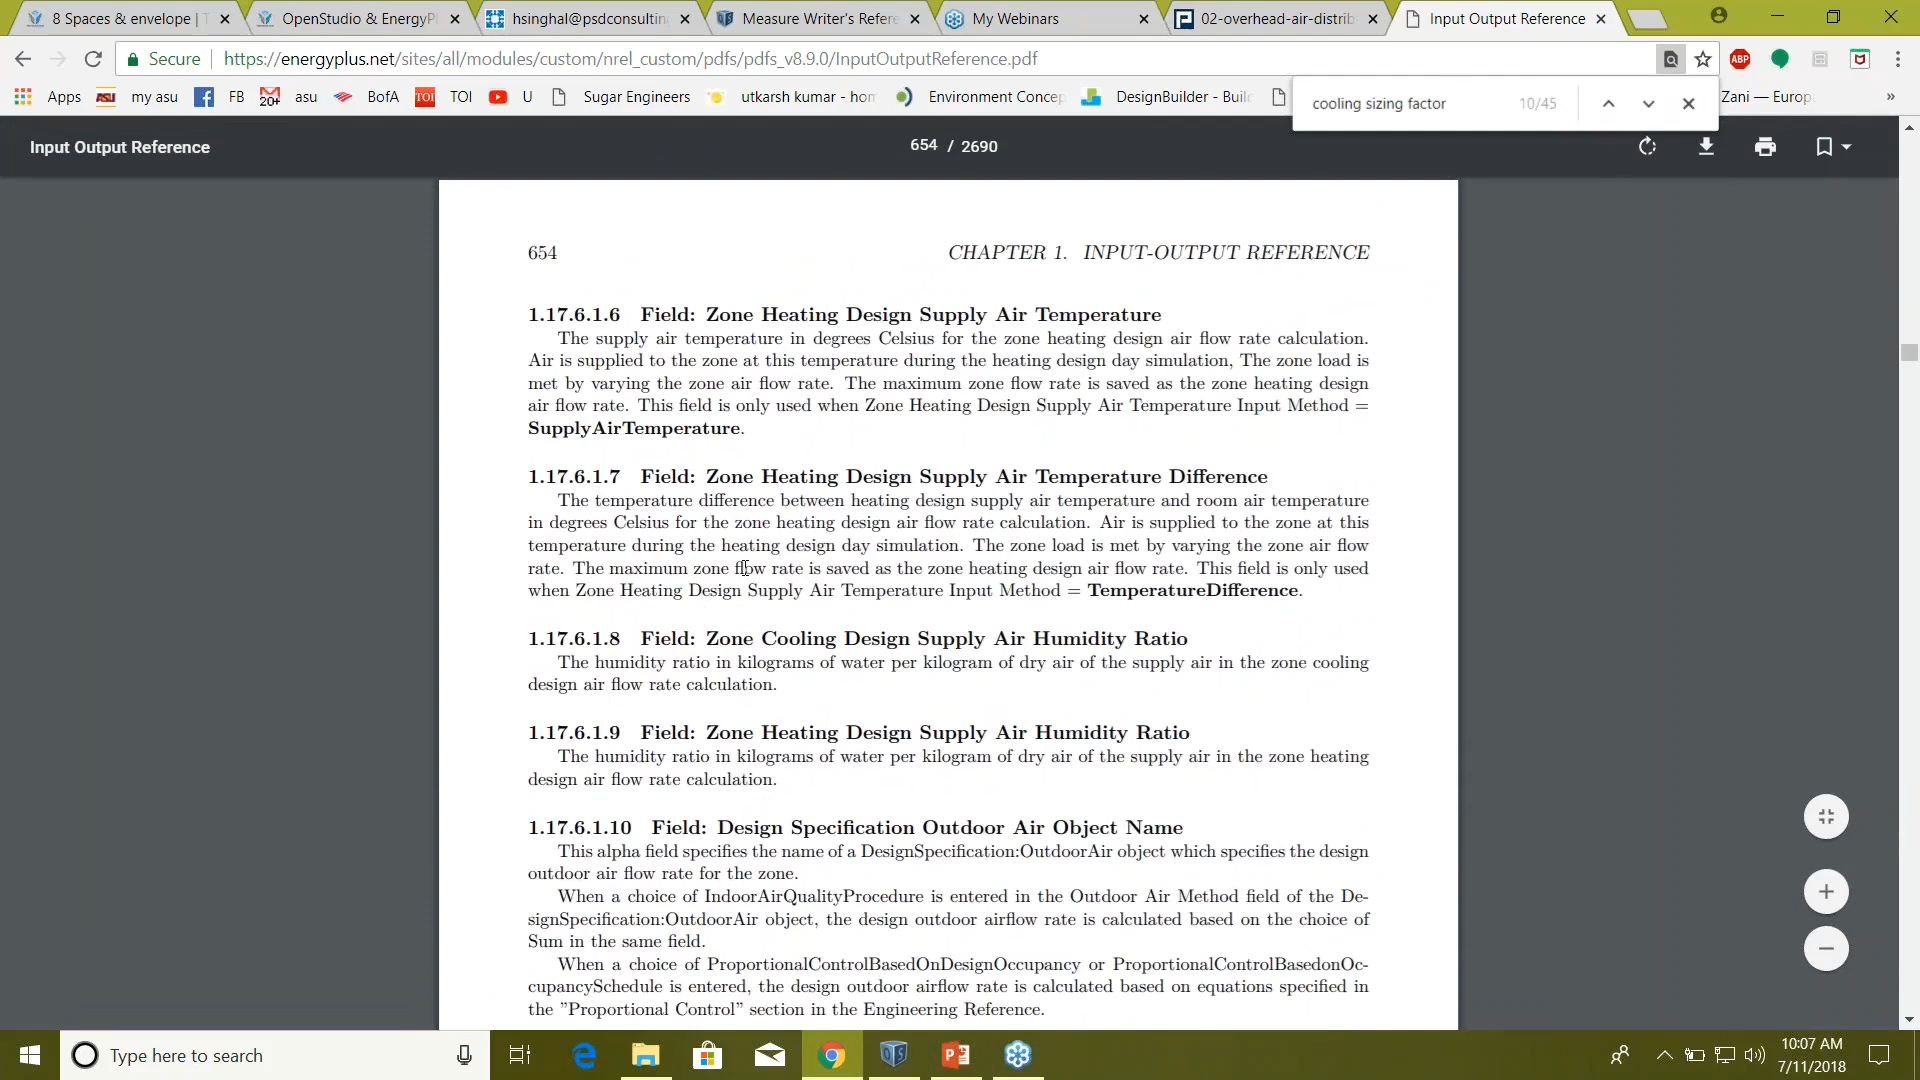 8 Spaces & envelope | T
OpenStudio & EnergyPl
hsinghal@psdconsultin
Measure Writer's Refere
My Webinars
02-overhead-air-distrib
Input Output Reference
Secure
https://energyplus.net/sites/all/modules/custom/nrel_custom/pdfs/pdfs_v8.9.0/InputOutputReference.pdf
ABP
Apps
ASU
my asu
FB
20+
asu
BofA
TOI
TOI
U
Sugar Engineers
utkarsh kumar - hom
Environment Concep
DesignBuilder - Buil
Zani — Europ
»
cooling sizing factor
10/45
Input Output Reference
654 / 2690
654
CHAPTER 1. INPUT-OUTPUT REFERENCE
1.17.6.1.6 Field: Zone Heating Design Supply Air Temperature
The supply air temperature in degrees Celsius for the zone heating design air flow rate calculation.
Air is supplied to the zone at this temperature during the heating design day simulation, The zone load is
met by varying the zone air flow rate. The maximum zone flow rate is saved as the zone heating design
air flow rate. This field is only used when Zone Heating Design Supply Air Temperature Input Method =
SupplyAirTemperature.
1.17.6.1.7 Field: Zone Heating Design Supply Air Temperature Difference
The temperature difference between heating design supply air temperature and room air temperature
in degrees Celsius for the zone heating design air flow rate calculation. Air is supplied to the zone at this
temperature during the heating design day simulation. The zone load is met by varying the zone air flow
rate. The maximum zone flow rate is saved as the zone heating design air flow rate. This field is only used
when Zone Heating Design Supply Air Temperature Input Method = TemperatureDifference.
1.17.6.1.8 Field: Zone Cooling Design Supply Air Humidity Ratio
The humidity ratio in kilograms of water per kilogram of dry air of the supply air in the zone cooling
design air flow rate calculation.
1.17.6.1.9 Field: Zone Heating Design Supply Air Humidity Ratio
The humidity ratio in kilograms of water per kilogram of dry air of the supply air in the zone heating
design air flow rate calculation.
1.17.6.1.10 Field: Design Specification Outdoor Air Object Name
This alpha field specifies the name of a DesignSpecification:OutdoorAir object which specifies the design
outdoor air flow rate for the zone.
When a choice of IndoorAirQualityProcedure is entered in the Outdoor Air Method field of the De-
signSpecification:OutdoorAir object, the design outdoor airflow rate is calculated based on the choice of
Sum in the same field.
When a choice of ProportionalControlBasedOnDesignOccupancy or ProportionalControlBasedonOc-
cupancySchedule is entered, the design outdoor airflow rate is calculated based on equations specified in
the ”Proportional Control” section in the Engineering Reference.
Type here to search
10:07 AM
7/11/2018